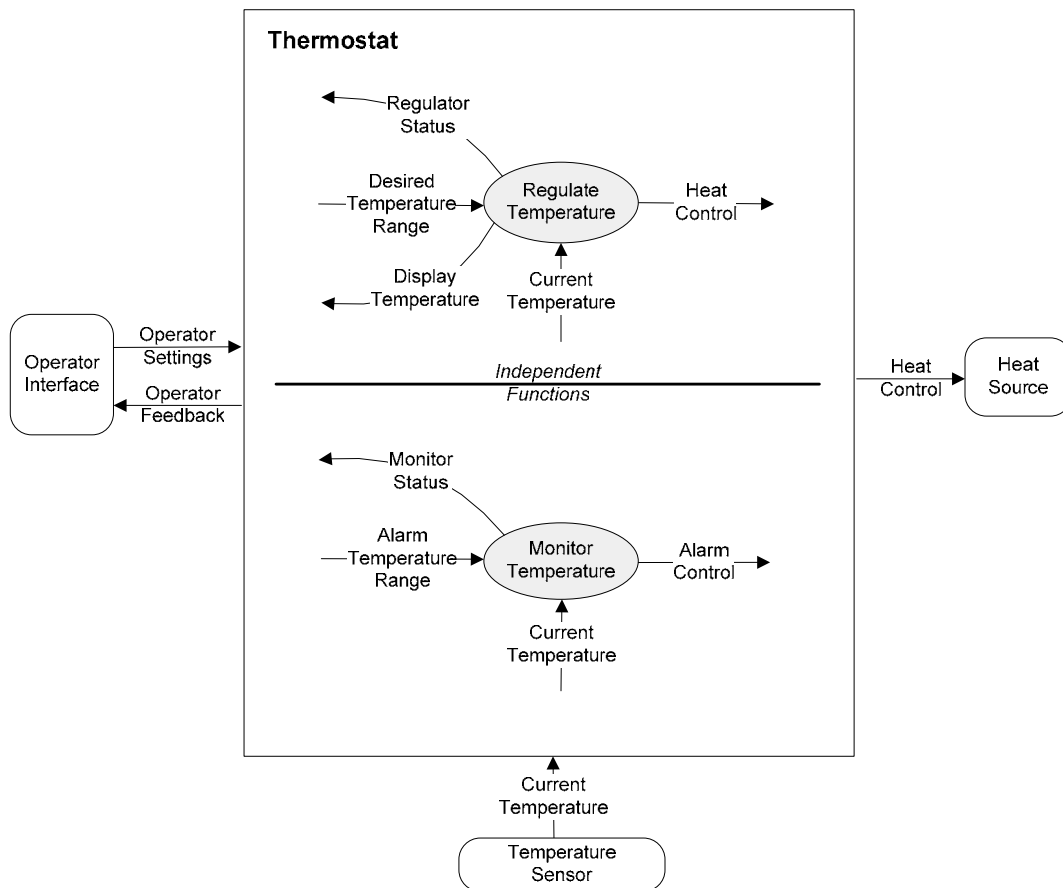 Thermostat
Regulator
Status
Desired
Temperature
Range
Regulate
Temperature
Heat
Control
Display
Temperature
Current
Temperature
Operator
Interface
Operator
Settings
Operator
Feedback
Independent
Functions
Heat
Control
Heat
Source
Monitor
Status
Alarm
Temperature
Range
Monitor
Temperature
Alarm
Control
Current
Temperature
Current
Temperature
Temperature
Sensor